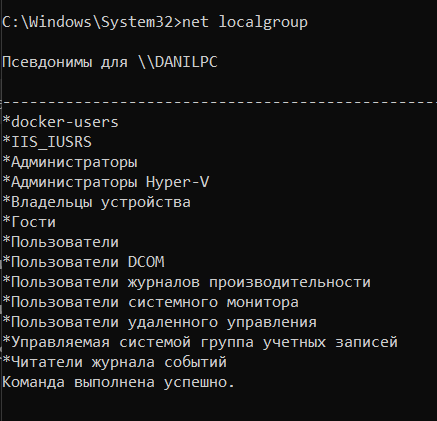 C:\Windows\System32>net localgroup
Псевдонимы для \\DANILPC
-------------------------------------------------
*docker-users
*IIS_IUSRS
*Администраторы
*Администраторы Hyper-V
*Владельцы устройства
*Гости
*Пользователи
*Пользователи DCOM
*Пользователи журналов производительности
*Пользователи системного монитора
*Пользователи удаленного управления
*Управляемая системой группа учетных записей
*Читатели журнала событий
Команда выполнена успешно.